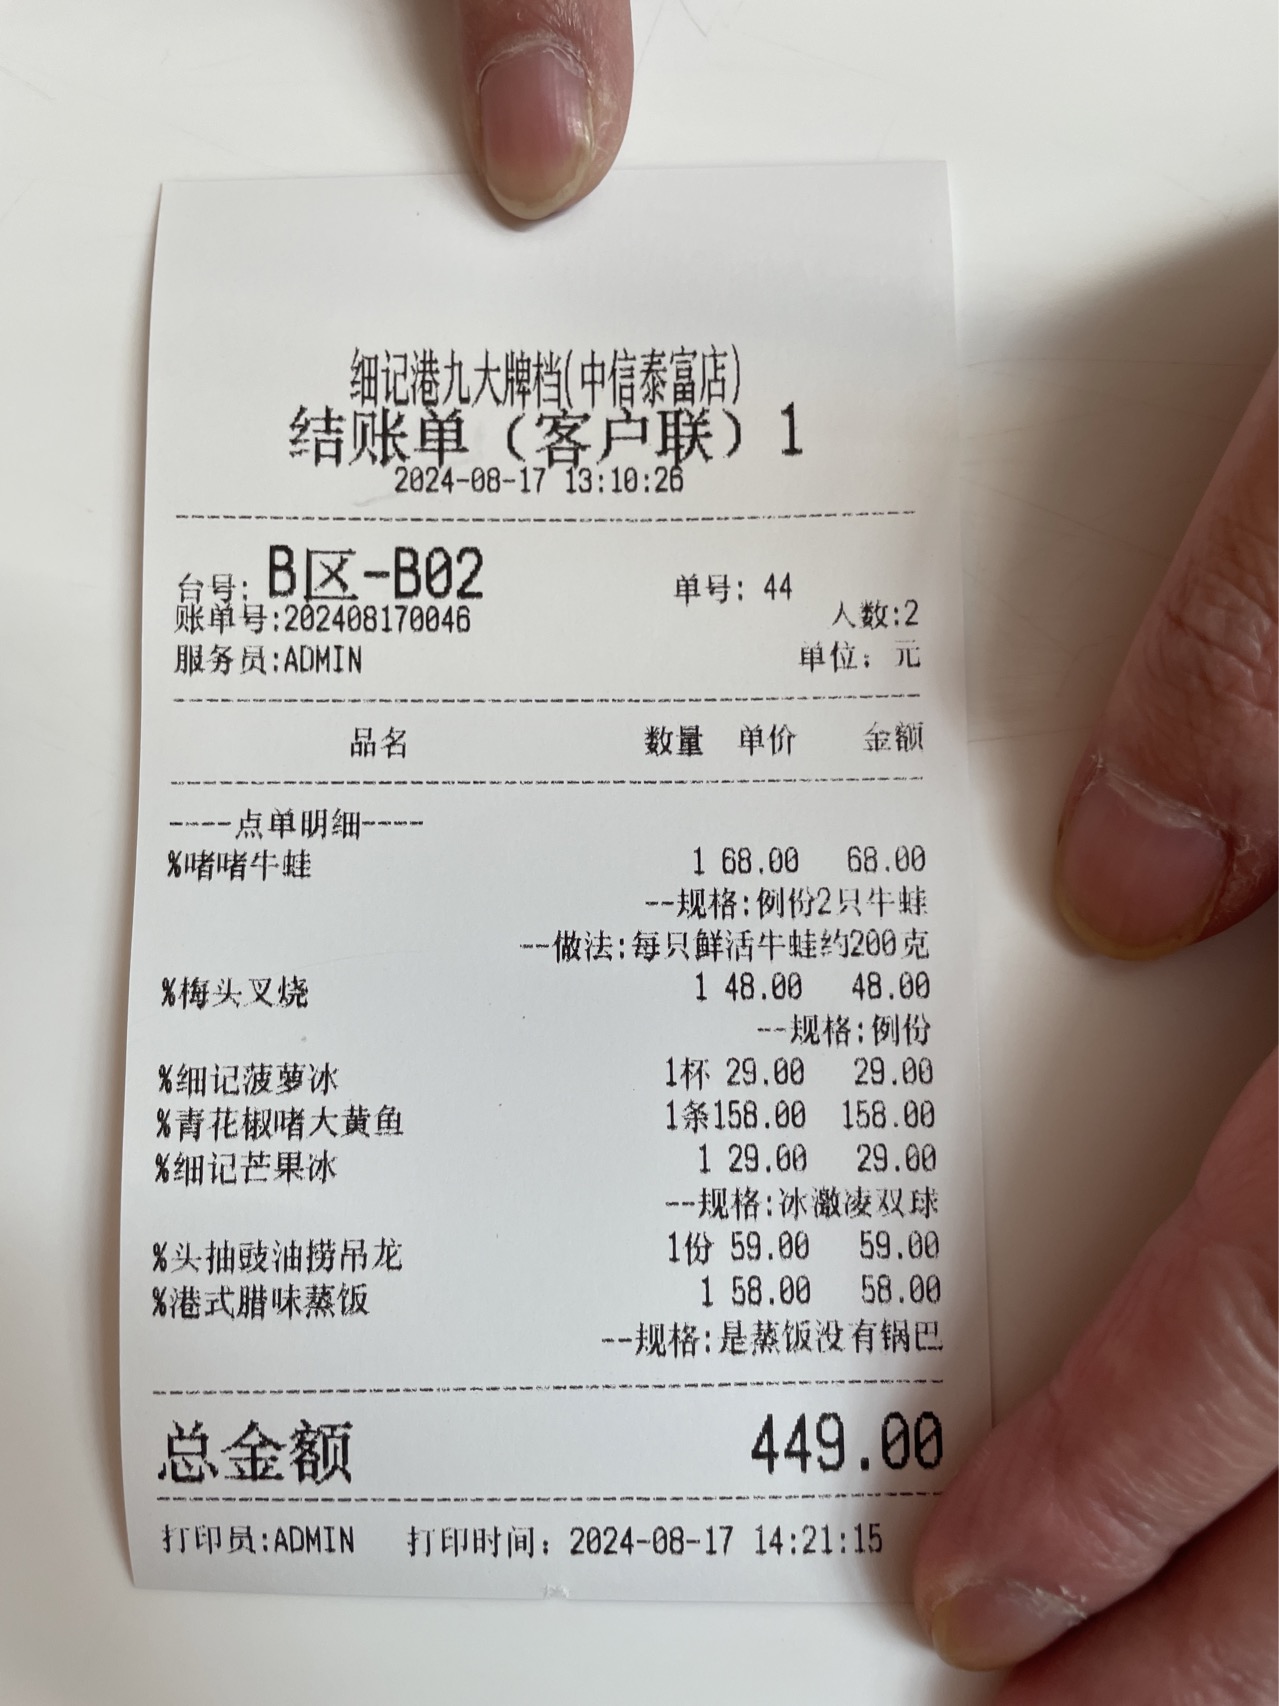 细记港九大牌档(中信泰富店)
结账单（客户联）1
2024-08-17 13:10:26
台号: B区-B02 单号: 44
账单号:202408170046 人数:2
服务员:ADMIN 单位: 元
品名 数量 单价 金额
----点单明细----
%啫啫牛蛙 1 68.00 68.00
--规格:例份2只牛蛙
--做法:每只鲜活牛蛙约200克
%梅头叉烧 1 48.00 48.00
--规格:例份
%细记菠萝冰 1杯 29.00 29.00
%青花椒啫大黄鱼 1条158.00 158.00
%细记芒果冰 1 29.00 29.00
--规格:冰激凌双球
%头抽豉油捞吊龙 1份 59.00 59.00
%港式腊味蒸饭 1 58.00 58.00
--规格:是蒸饭没有锅巴
总金额 449.00
打印员:ADMIN 打印时间: 2024-08-17 14:21:15